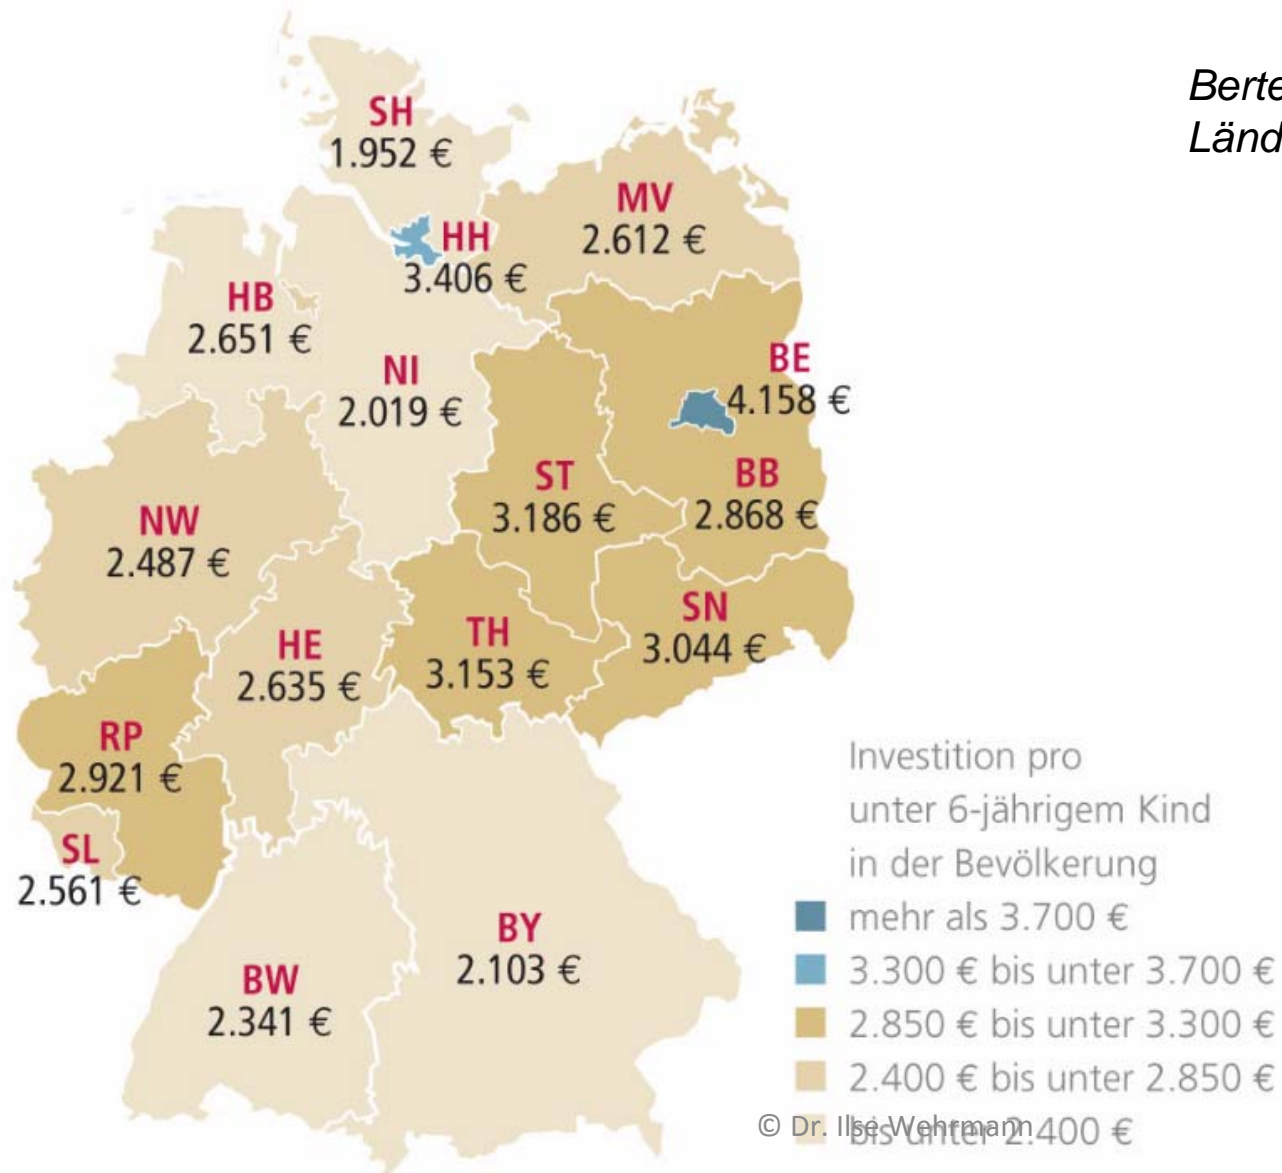 Berte
Länd
SH
1.952 €
MV
2.612 €
HH
3.406 €
HB
2.651 €
BE
4.158 €
NI
2.019 €
ST
3.186 €
BB
2.868 €
NW
2.487 €
SN
3.044 €
TH
3.153 €
HE
2.635 €
RP
2.921 €
SL
2.561 €
BY
2.103 €
BW
2.341 €
Investition pro
unter 6-jährigem Kind
in der Bevölkerung
mehr als 3.700 €
3.300 € bis unter 3.700 €
2.850 € bis unter 3.300 €
2.400 € bis unter 2.850 €
bis unter 2.400 €
© Dr. Ilse Wehrmann